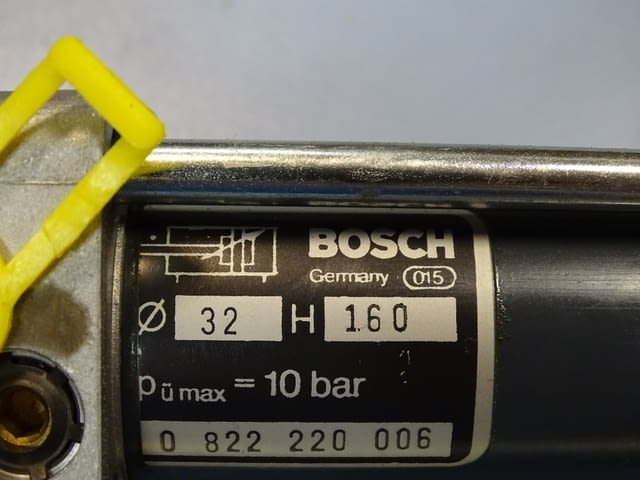 BOSCH
Germany 015
Ø 32 H 160
pü max = 10 bar
0 822 220 006